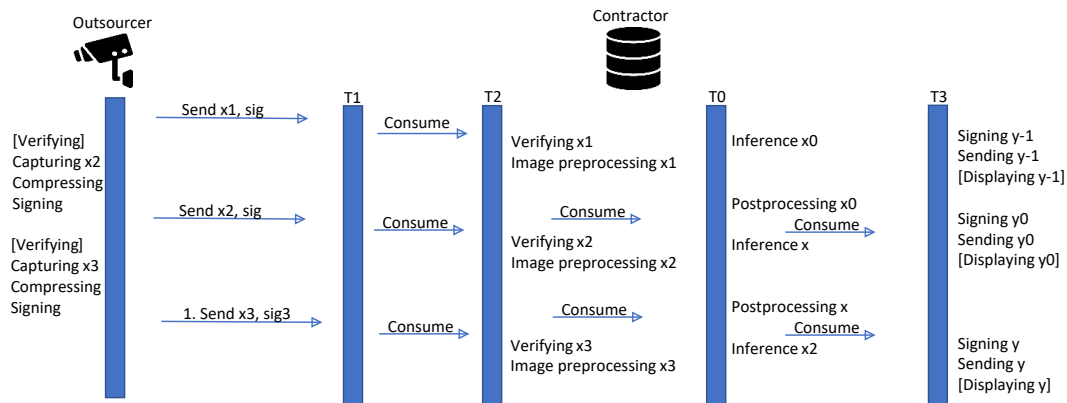 Outsourcer
Contractor
T1
T2
T0
T3
Send x1, sig
Consume
[Verifying]
Capturing x2
Compressing
Signing
Verifying x1
Image preprocessing x1
Inference x0
Signing y-1
Sending y-1
[Displaying y-1]
Send x2, sig
Consume
Consume
Postprocessing x0
Consume
[Verifying]
Capturing x3
Compressing
Signing
Verifying x2
Image preprocessing x2
Inference x
Signing y0
Sending y0
[Displaying y0]
1. Send x3, sig3
Consume
Consume
Postprocessing x
Consume
Verifying x3
Image preprocessing x3
Inference x2
Signing y
Sending y
[Displaying y]